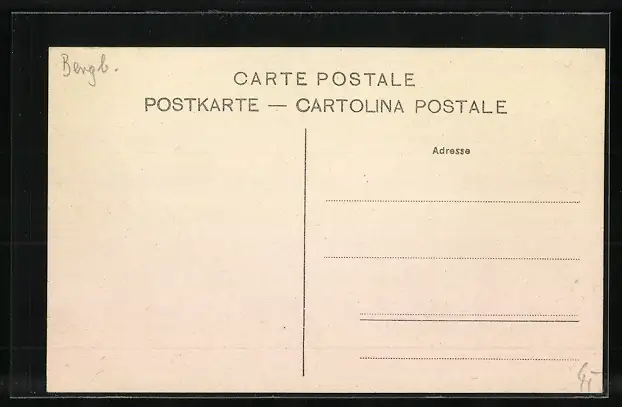 Bergb.
CARTE POSTALE
POSTKARTE — CARTOLINA POSTALE
Adresse